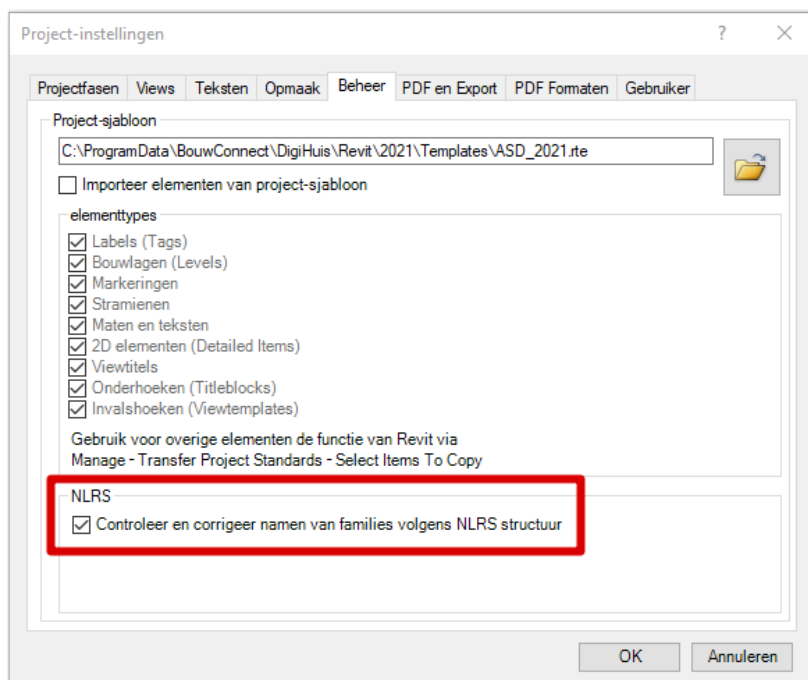 Project-instellingen
Projectfasen Views Teksten Opmaak Beheer PDF en Export PDF Formaten Gebruiker
Project-sjabloon
C:\ProgramData\BouwConnect\DigiHuis\Revit\2021\Templates\ASD_2021.rte
Importeer elementen van project-sjabloon
elementtypes
Labels (Tags)
Bouwlagen (Levels)
Markeringen
Stramienen
Maten en teksten
2D elementen (Detailed Items)
Viewtitels
Onderhoeken (Titleblocks)
Invalshoeken (Viewtemplates)
Gebruik voor overige elementen de functie van Revit via
Manage - Transfer Project Standards - Select Items To Copy
NLRS
Controleer en corrigeer namen van families volgens NLRS structuur
OK Annuleren